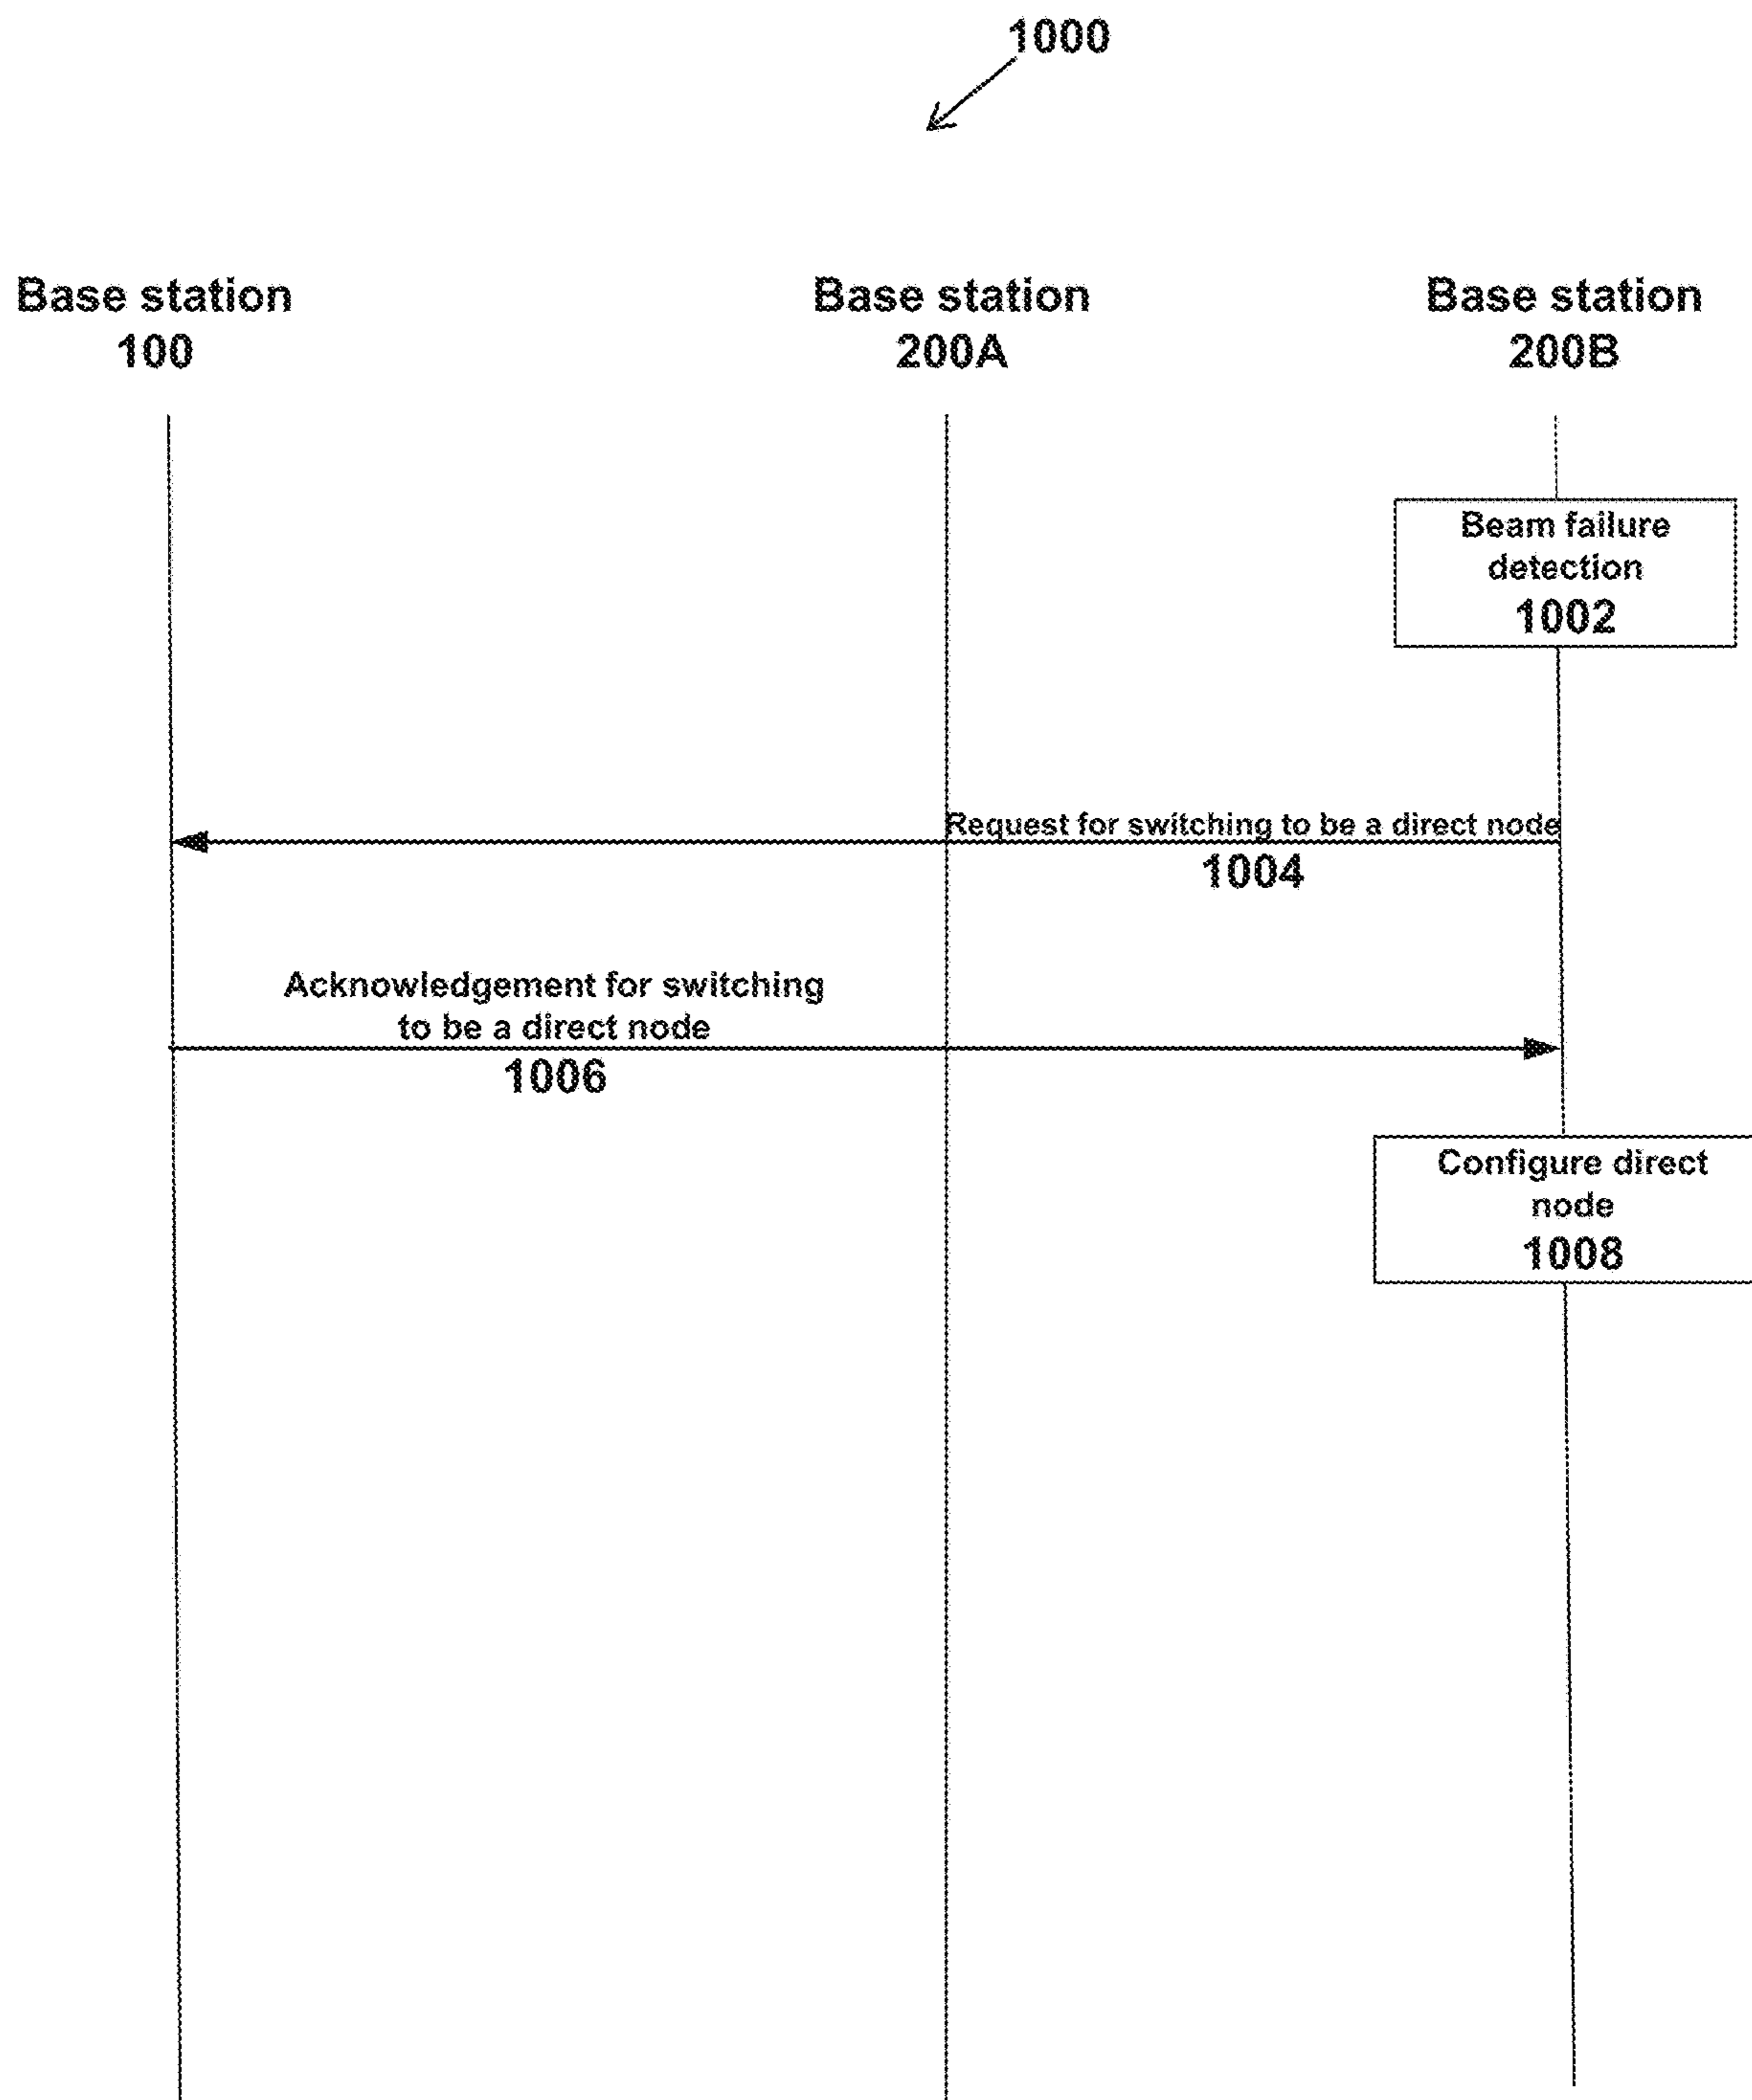 1000
Base station
100
Base station
200A
Base station
200B
Beam failure
detection
1002
Request for switching to be a direct node
1004
Acknowledgement for switching
to be a direct node
1006
Configure direct
node
1008